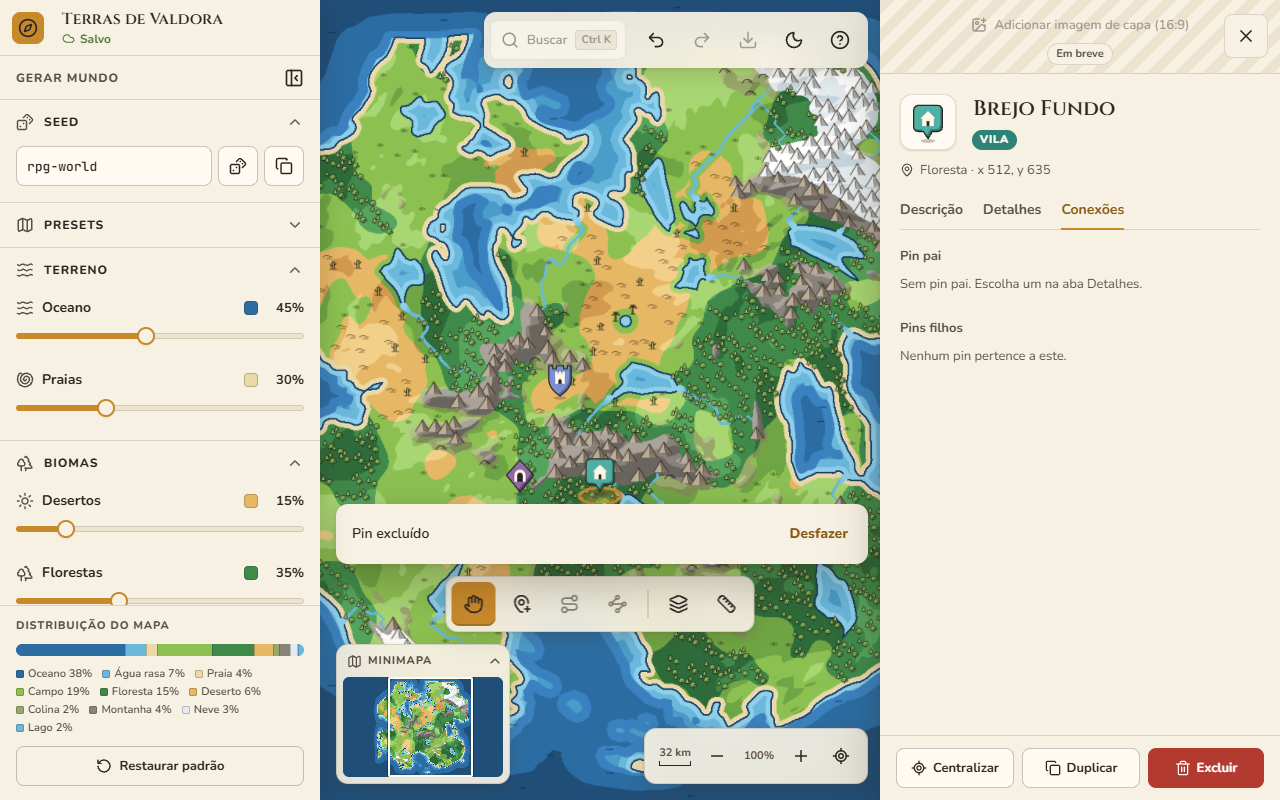 Terras de Valdora
Salvo
GERAR MUNDO
SEED
rpg-world
PRESETS
TERRENO
Oceano 45%
Praias 30%
BIOMAS
Desertos 15%
Florestas 35%
DISTRIBUIÇÃO DO MAPA
Oceano 38% Água rasa 7% Praia 4%
Campo 19% Floresta 15% Deserto 6%
Colina 2% Montanha 4% Neve 3%
Lago 2%
Restaurar padrão
Buscar Ctrl K
Pin excluído Desfazer
MINIMAPA
32 km 100%
Adicionar imagem de capa (16:9)
Em breve
Brejo Fundo
VILA
Floresta · x 512, y 635
Descrição Detalhes Conexões
Pin pai
Sem pin pai. Escolha um na aba Detalhes.
Pins filhos
Nenhum pin pertence a este.
Centralizar Duplicar Excluir